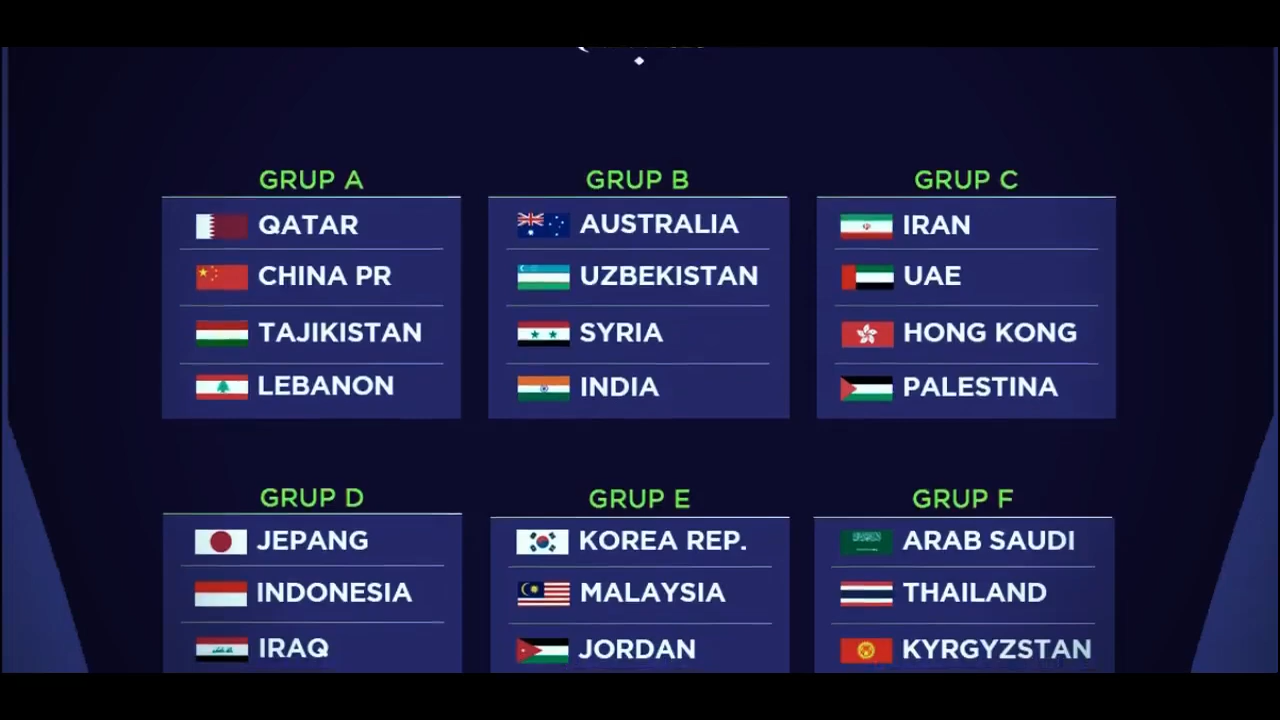 GRUP A
QATAR
CHINA PR
TAJIKISTAN
LEBANON
GRUP B
AUSTRALIA
UZBEKISTAN
SYRIA
INDIA
GRUP C
IRAN
UAE
HONG KONG
PALESTINA
GRUP D
JEPANG
INDONESIA
IRAQ
GRUP E
KOREA REP.
MALAYSIA
JORDAN
GRUP F
ARAB SAUDI
THAILAND
KYRGYZSTAN